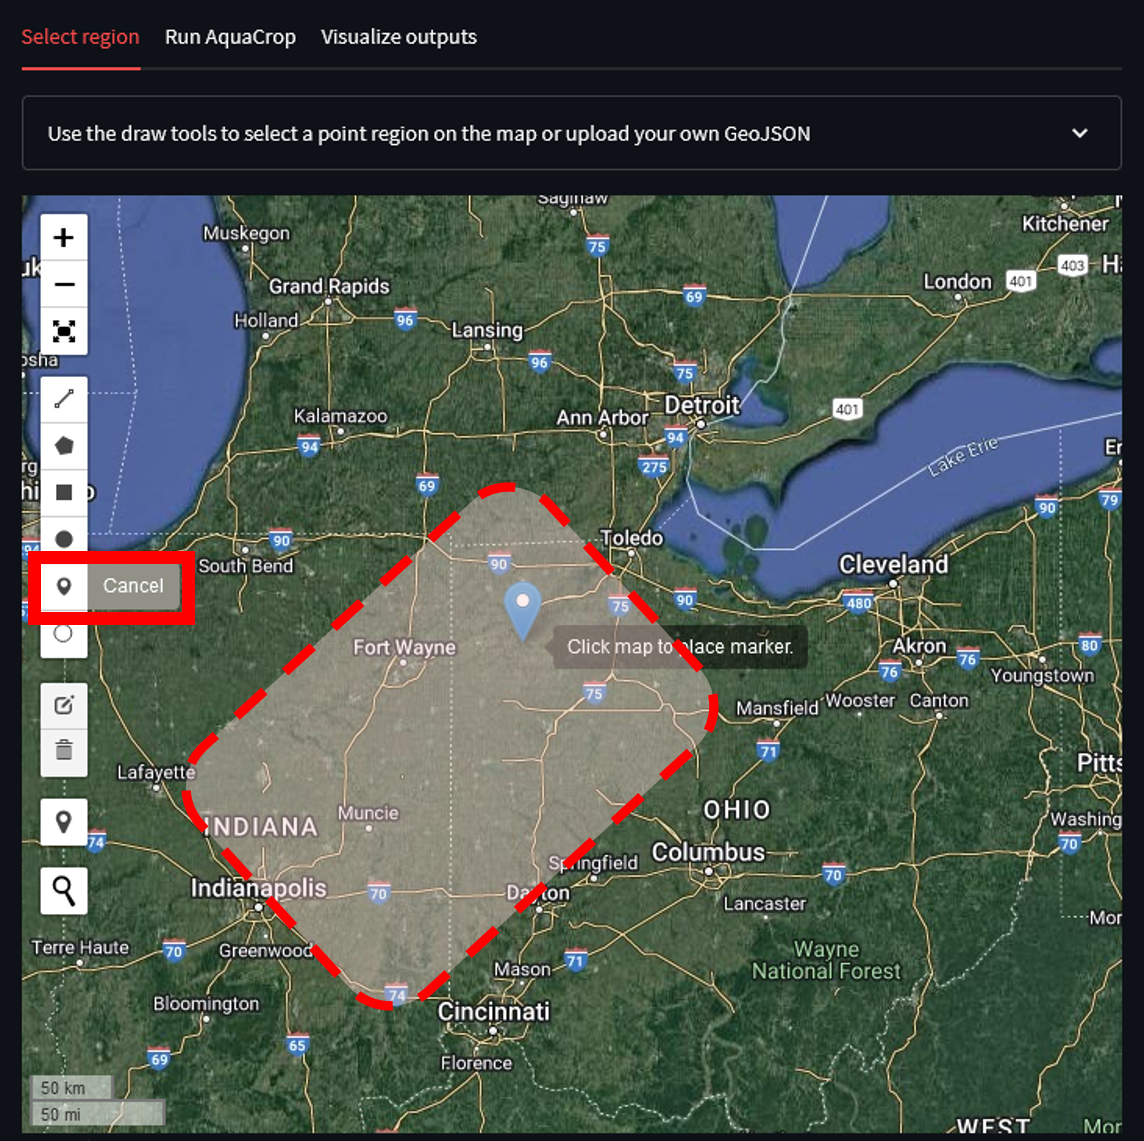 Select region
Run AquaCrop
Visualize outputs
Use the draw tools to select a point region on the map or upload your own GeoJSON
Saginaw
Muskegon
75
Kitchener
403
401
London
Grand Rapids
69
Holland
96
Lansing
96
75
Kalamazoo
Ann Arbor
Detroit
401
94
94
275
Lake Erie
69
90
79
90
Toledo
South Bend
90
Cleveland
Cancel
75
90
480
Fort Wayne
Click map to place marker.
Akron
76
80
76
Youngstown
75
Mansfield
Wooster
Canton
71
Lafayette
INDIANA
Muncie
OHIO
74
70
Springfield
Columbus
Indianapolis
70
Dayton
70
Lancaster
Terre Haute
70
Greenwood
Wayne
National Forest
71
Mason
74
Bloomington
Cincinnati
65
69
Florence
50 km
50 mi
WEST